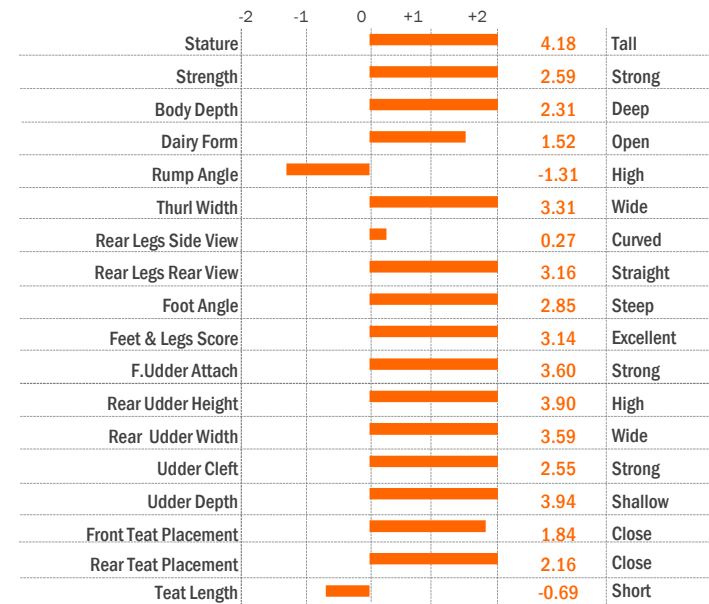 -2 -1 0 +1 +2
Stature 4.18 Tall
Strength 2.59 Strong
Body Depth 2.31 Deep
Dairy Form 1.52 Open
Rump Angle -1.31 High
Thurl Width 3.31 Wide
Rear Legs Side View 0.27 Curved
Rear Legs Rear View 3.16 Straight
Foot Angle 2.85 Steep
Feet & Legs Score 3.14 Excellent
F.Udder Attach 3.60 Strong
Rear Udder Height 3.90 High
Rear Udder Width 3.59 Wide
Udder Cleft 2.55 Strong
Udder Depth 3.94 Shallow
Front Teat Placement 1.84 Close
Rear Teat Placement 2.16 Close
Teat Length -0.69 Short